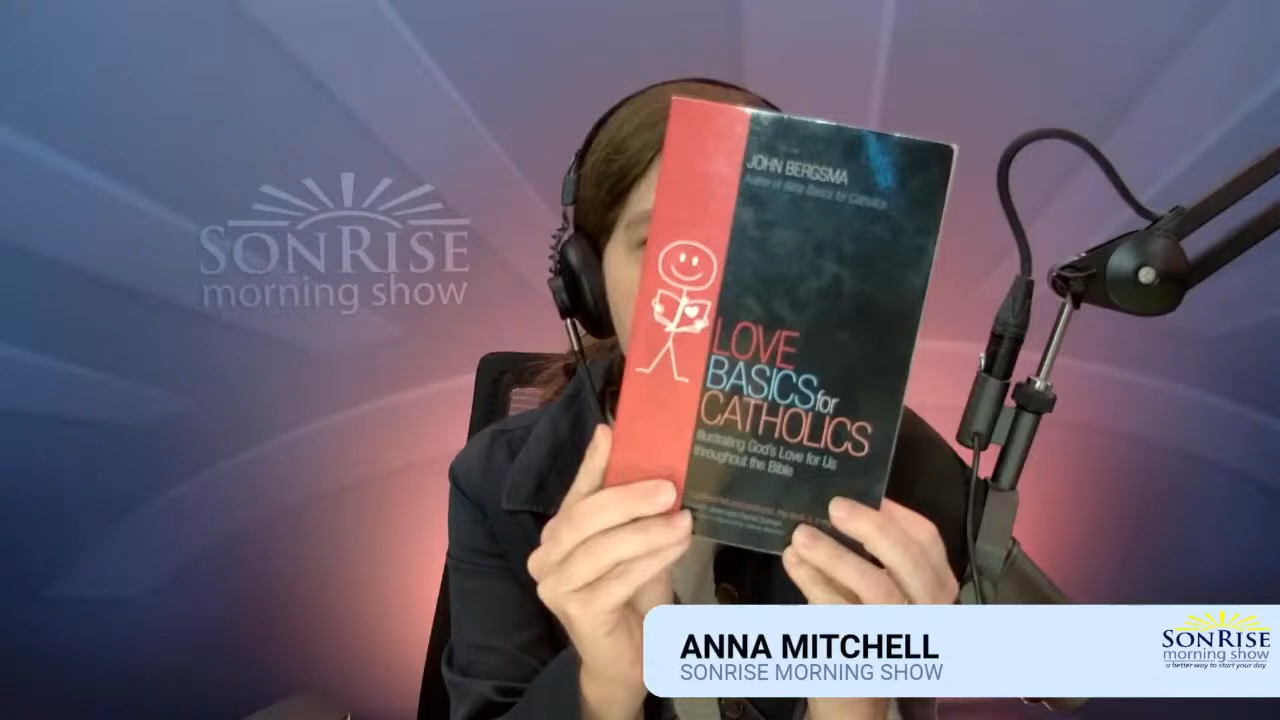 SONRISE
morning show
JOHN BERGSMA
Author of Bible Basics for Catholics
LOVE
BASICS for
CATHOLICS
Illustrating God's Love for Us
throughout the Bible
ANNA MITCHELL
SONRISE MORNING SHOW
SONRISE
morning show
a better way to start your day